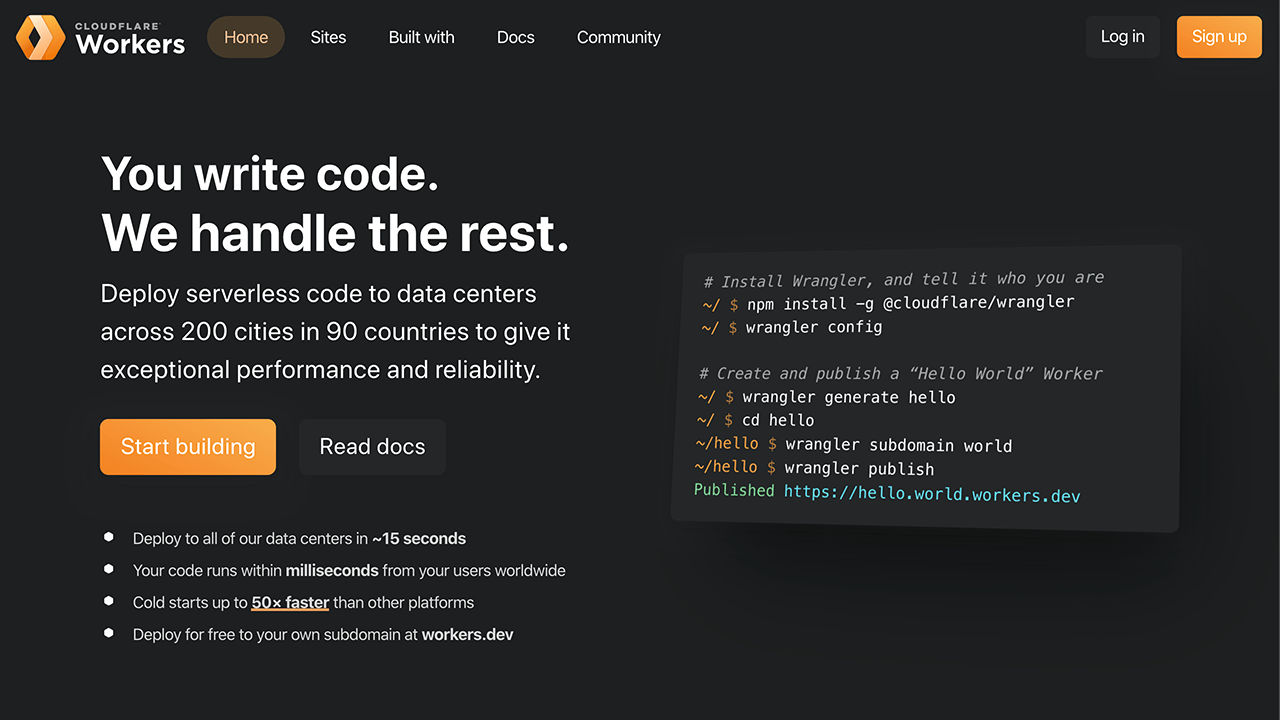 CLOUDFLARE
Workers
Home
Sites
Built with
Docs
Community
Log in
Sign up
You write code.
We handle the rest.
Deploy serverless code to data centers
across 200 cities in 90 countries to give it
exceptional performance and reliability.
Start building
Read docs
Deploy to all of our data centers in ~15 seconds
Your code runs within milliseconds from your users worldwide
Cold starts up to 50× faster than other platforms
Deploy for free to your own subdomain at workers.dev
# Install Wrangler, and tell it who you are
~/ $ npm install -g @cloudflare/wrangler
~/ $ wrangler config
# Create and publish a “Hello World” Worker
~/ $ wrangler generate hello
~/ $ cd hello
~/hello $ wrangler subdomain world
~/hello $ wrangler publish
Published https://hello.world.workers.dev